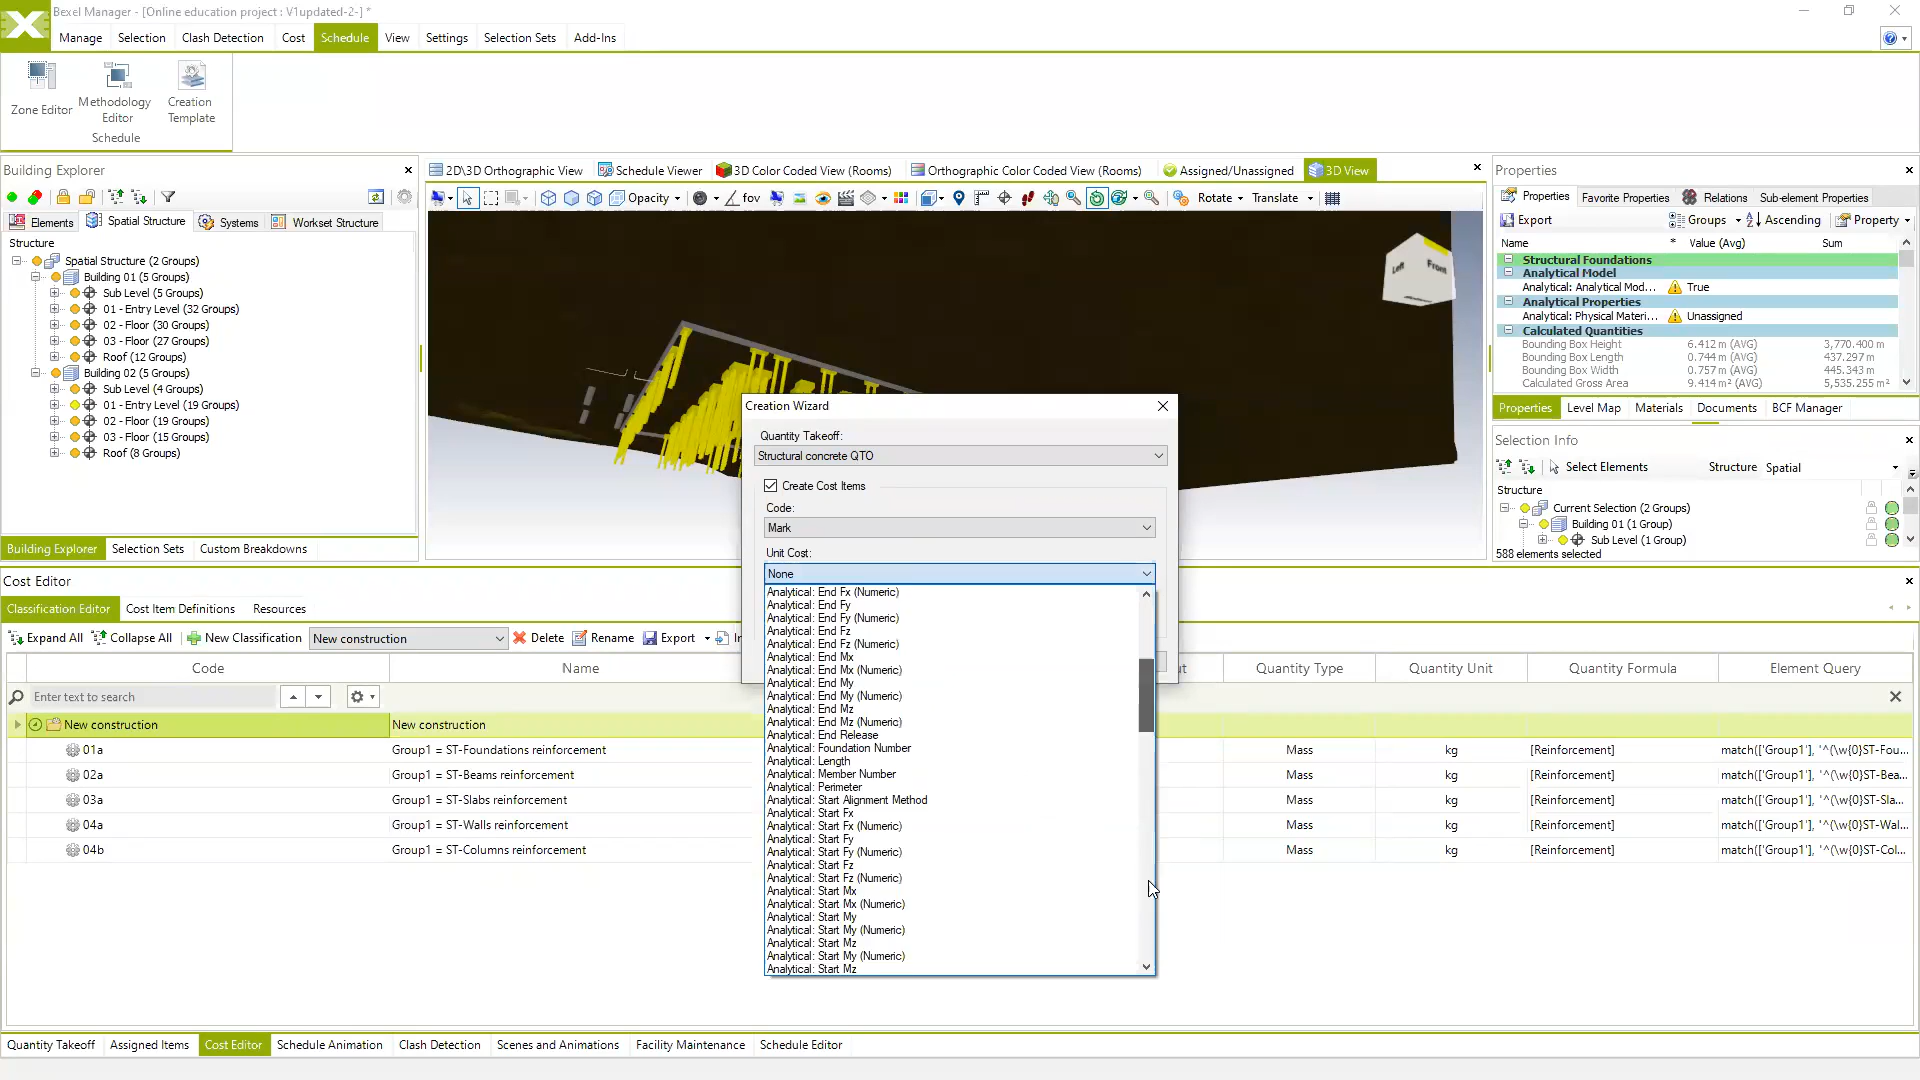 Bexel Manager - [Online education project : V1updated-2-] *
Manage Selection Clash Detection Cost Schedule View Settings Selection Sets Add-Ins
Zone Editor
Methodology Editor
Creation Template
Schedule
Building Explorer
Elements Spatial Structure Systems Workset Structure
Structure
Spatial Structure (2 Groups)
Building 01 (5 Groups)
Sub Level (5 Groups)
01 - Entry Level (32 Groups)
02 - Floor (30 Groups)
03 - Floor (27 Groups)
Roof (12 Groups)
Building 02 (5 Groups)
Sub Level (4 Groups)
01 - Entry Level (19 Groups)
02 - Floor (19 Groups)
03 - Floor (15 Groups)
Roof (8 Groups)
Building Explorer Selection Sets Custom Breakdowns
2D\3D Orthographic View Schedule Viewer 3D Color Coded View (Rooms) Orthographic Color Coded View (Rooms) Assigned/Unassigned 3D View
Opacity fov Rotate Translate
Left Front
Properties
Properties Favorite Properties Relations Sub-element Properties
Export Groups Ascending Property
Name * Value (Avg) Sum
Structural Foundations
Analytical Model
Analytical: Analytical Mod... True
Analytical Properties
Analytical: Physical Materi... Unassigned
Calculated Quantities
Bounding Box Height 6.412 m (AVG) 3,770.400 m
Bounding Box Length 0.744 m (AVG) 437.297 m
Bounding Box Width 0.757 m (AVG) 445.343 m
Calculated Gross Area 9.414 m² (AVG) 5,535.255 m²
Properties Level Map Materials Documents BCF Manager
Selection Info
Select Elements Structure Spatial
Structure
Current Selection (2 Groups)
Building 01 (1 Group)
Sub Level (1 Group)
588 elements selected
Creation Wizard
Quantity Takeoff:
Structural concrete QTO
Create Cost Items
Code:
Mark
Unit Cost:
None
Analytical: End Fx (Numeric)
Analytical: End Fy
Analytical: End Fy (Numeric)
Analytical: End Fz
Analytical: End Fz (Numeric)
Analytical: End Mx
Analytical: End Mx (Numeric)
Analytical: End My
Analytical: End My (Numeric)
Analytical: End Mz
Analytical: End Mz (Numeric)
Analytical: End Release
Analytical: Foundation Number
Analytical: Length
Analytical: Member Number
Analytical: Perimeter
Analytical: Start Alignment Method
Analytical: Start Fx
Analytical: Start Fx (Numeric)
Analytical: Start Fy
Analytical: Start Fy (Numeric)
Analytical: Start Fz
Analytical: Start Fz (Numeric)
Analytical: Start Mx
Analytical: Start Mx (Numeric)
Analytical: Start My
Analytical: Start My (Numeric)
Analytical: Start Mz
Analytical: Start My (Numeric)
Analytical: Start Mz
Cost Editor
Classification Editor Cost Item Definitions Resources
Expand All Collapse All New Classification New construction Delete Rename Export
Code Name Quantity Type Quantity Unit Quantity Formula Element Query
Enter text to search
New construction New construction
01a Group1 = ST-Foundations reinforcement Mass kg [Reinforcement] match(['Group1'], '^(\w{0}ST-Fou...
02a Group1 = ST-Beams reinforcement Mass kg [Reinforcement] match(['Group1'], '^(\w{0}ST-Bea...
03a Group1 = ST-Slabs reinforcement Mass kg [Reinforcement] match(['Group1'], '^(\w{0}ST-Sla...
04a Group1 = ST-Walls reinforcement Mass kg [Reinforcement] match(['Group1'], '^(\w{0}ST-Wal...
04b Group1 = ST-Columns reinforcement Mass kg [Reinforcement] match(['Group1'], '^(\w{0}ST-Col...
Quantity Takeoff Assigned Items Cost Editor Schedule Animation Clash Detection Scenes and Animations Facility Maintenance Schedule Editor